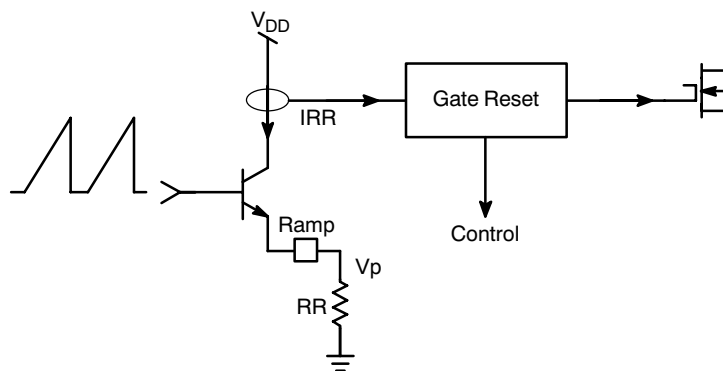 V_DD
IRR
Gate Reset
Control
Ramp
Vp
RR